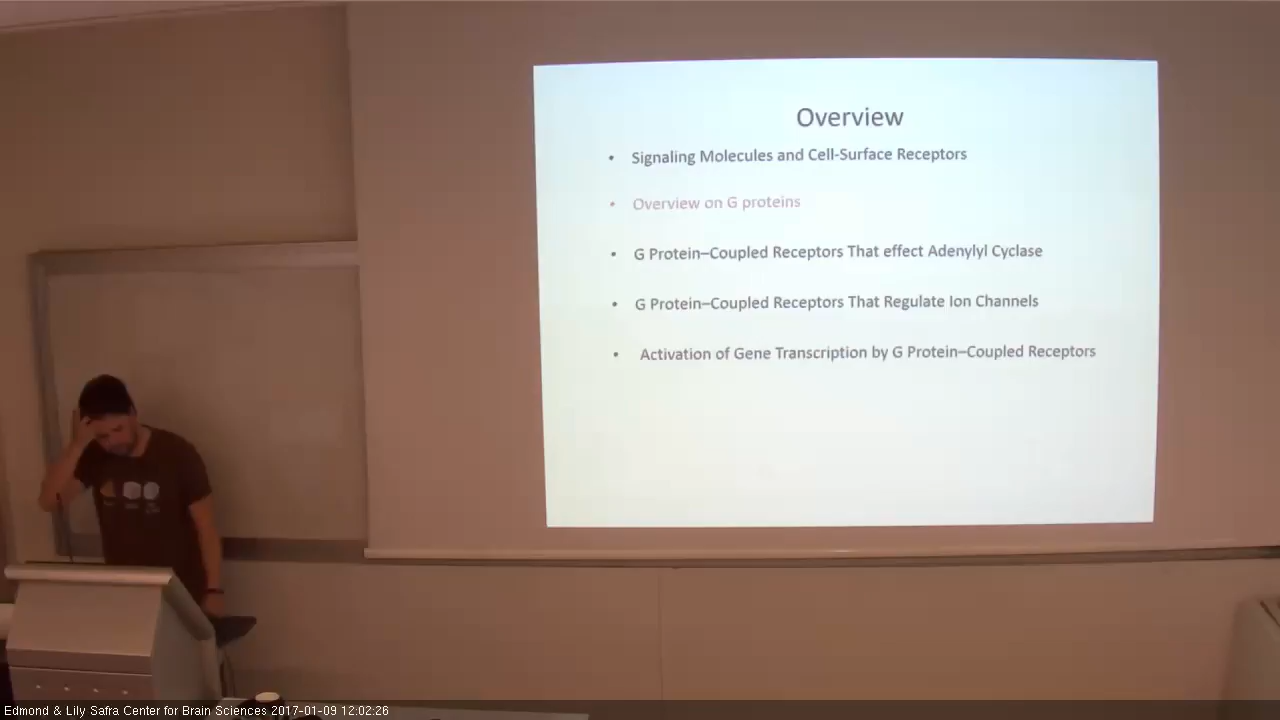 Overview
• Signaling Molecules and Cell-Surface Receptors
• Overview on G proteins
• G Protein–Coupled Receptors That effect Adenylyl Cyclase
• G Protein–Coupled Receptors That Regulate Ion Channels
• Activation of Gene Transcription by G Protein–Coupled Receptors
Edmond & Lily Safra Center for Brain Sciences 2017-01-09 12:02:26